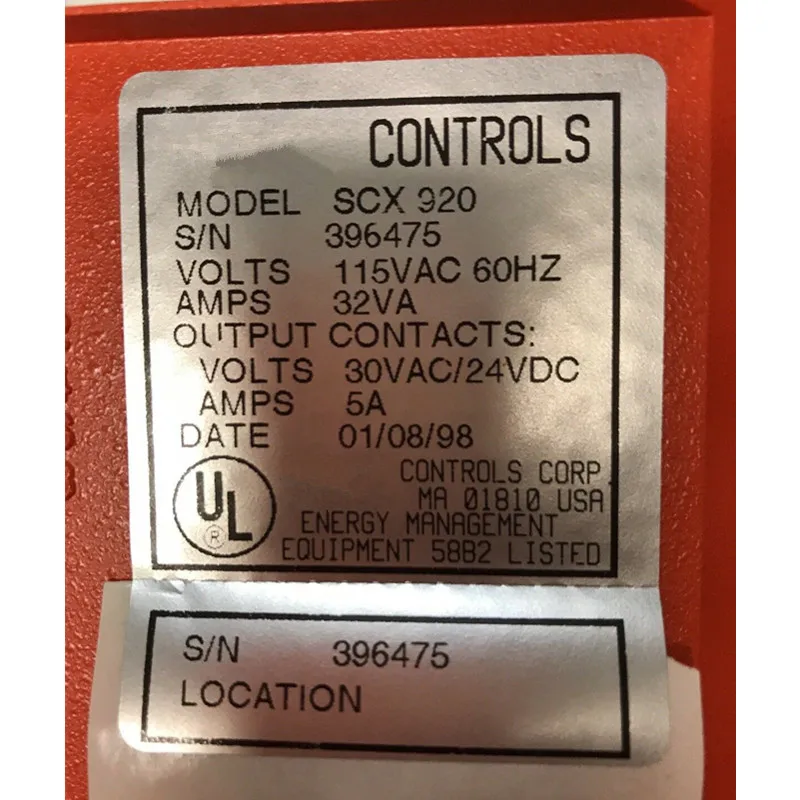 CONTROLS
MODEL SCX 920
S/N 396475
VOLTS 115VAC 60HZ
AMPS 32VA
OUTPUT CONTACTS:
VOLTS 30VAC/24VDC
AMPS 5A
DATE 01/08/98
CONTROLS CORP
MA 01810 USA
UL ®
ENERGY MANAGEMENT
EQUIPMENT 58B2 LISTED
S/N 396475
LOCATION